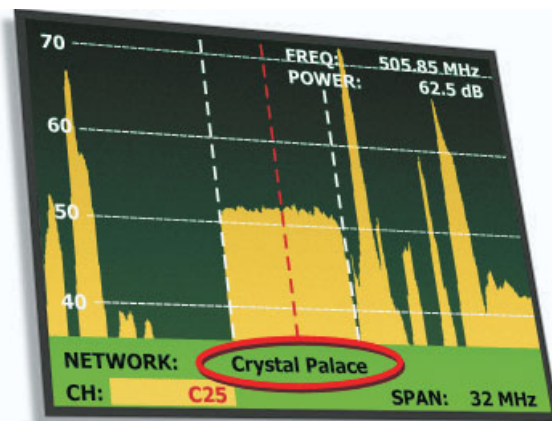 70
FREQ: 505.85 MHz
POWER: 62.5 dB
60
50
40
NETWORK: Crystal Palace
CH: C25 SPAN: 32 MHz